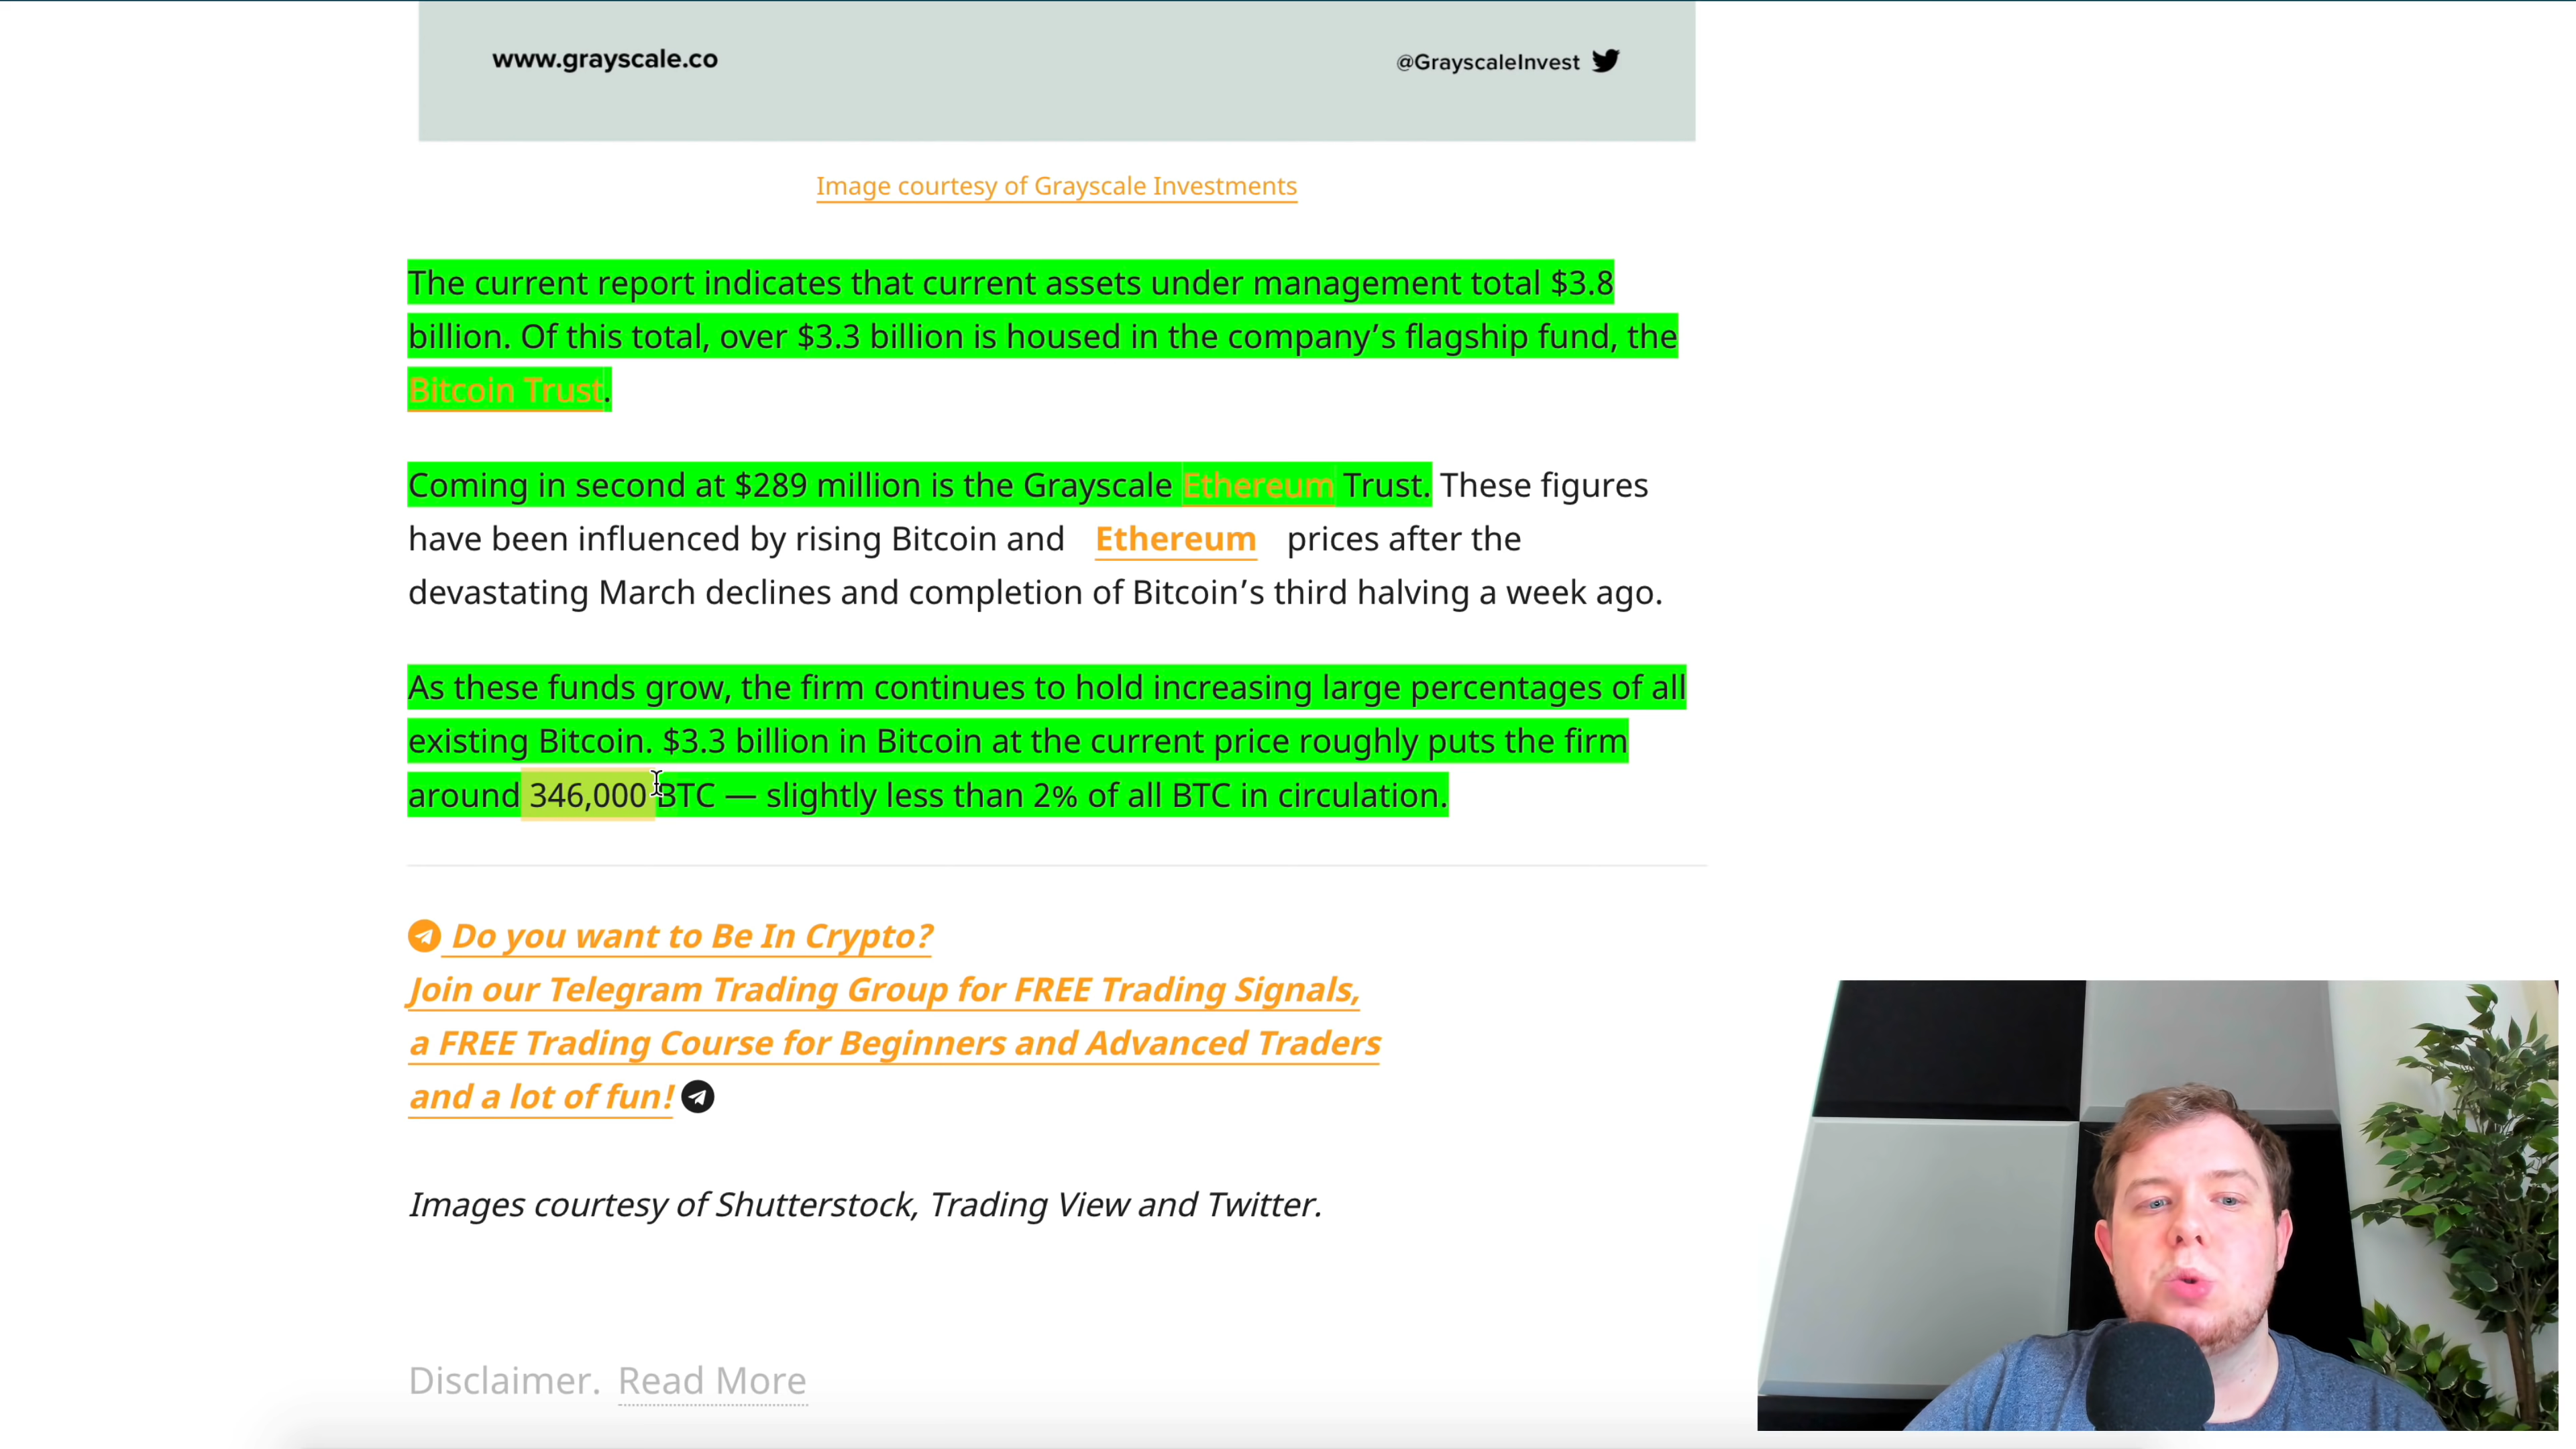 www.grayscale.co
@GrayscaleInvest
Image courtesy of Grayscale Investments
The current report indicates that current assets under management total $3.8
billion. Of this total, over $3.3 billion is housed in the company’s flagship fund, the
Bitcoin Trust.
Coming in second at $289 million is the Grayscale Ethereum Trust. These figures
have been influenced by rising Bitcoin and Ethereum prices after the
devastating March declines and completion of Bitcoin’s third halving a week ago.
As these funds grow, the firm continues to hold increasing large percentages of all
existing Bitcoin. $3.3 billion in Bitcoin at the current price roughly puts the firm
around 346,000 BTC — slightly less than 2% of all BTC in circulation.
Do you want to Be In Crypto?
Join our Telegram Trading Group for FREE Trading Signals,
a FREE Trading Course for Beginners and Advanced Traders
and a lot of fun!
Images courtesy of Shutterstock, Trading View and Twitter.
Disclaimer. Read More